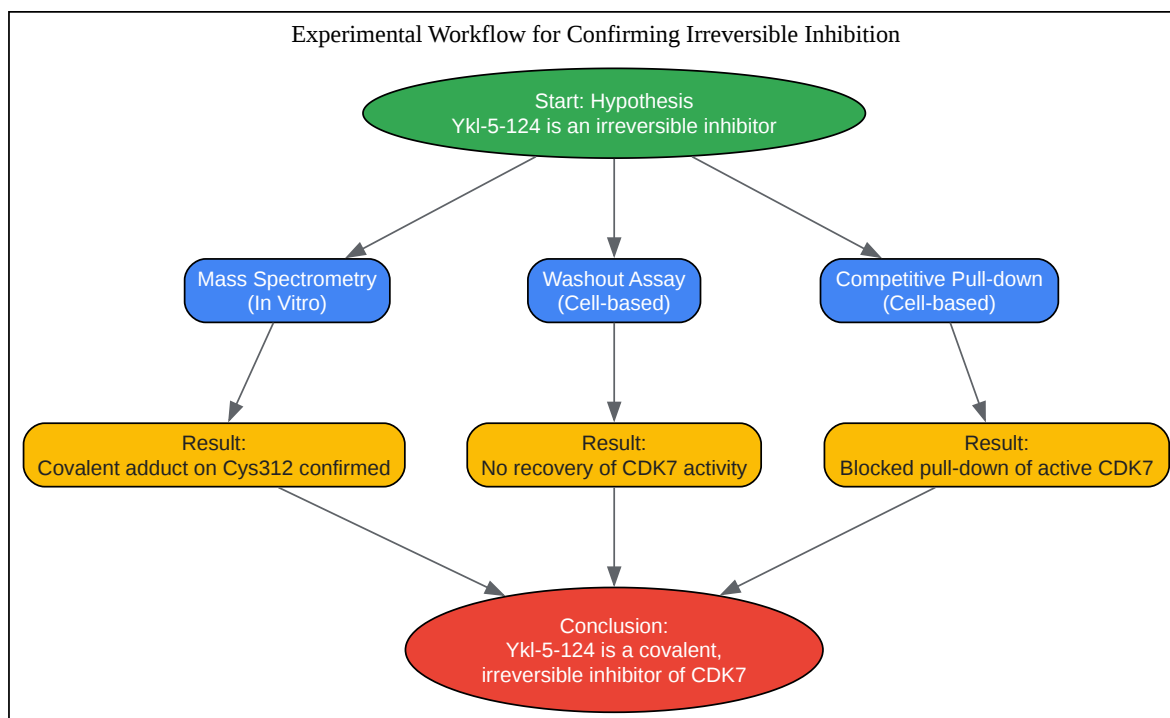 Experimental Workflow for Confirming Irreversible Inhibition
Start: Hypothesis
Ykl-5-124 is an irreversible inhibitor
Mass Spectrometry
(In Vitro)
Washout Assay
(Cell-based)
Competitive Pull-down
(Cell-based)
Result:
Covalent adduct on Cys312 confirmed
Result:
No recovery of CDK7 activity
Result:
Blocked pull-down of active CDK7
Conclusion:
Ykl-5-124 is a covalent,
irreversible inhibitor of CDK7